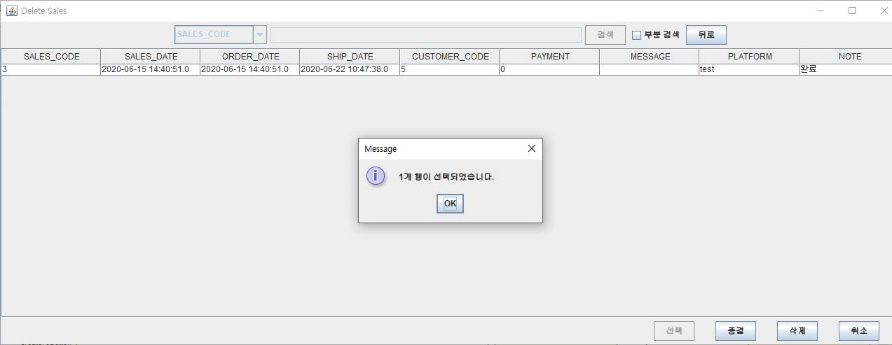 Delete Sales
SALES_CODE 검색 부분 검색 뒤로
SALES_CODE SALES_DATE ORDER_DATE SHIP_DATE CUSTOMER_CODE PAYMENT MESSAGE PLATFORM NOTE
3 2020-06-15 14:40:51.0 2020-06-15 14:40:51.0 2020-06-22 10:47:38.0 5 0 test 완료
Message
1개 행이 선택되었습니다.
OK
선택 종결 삭제 취소